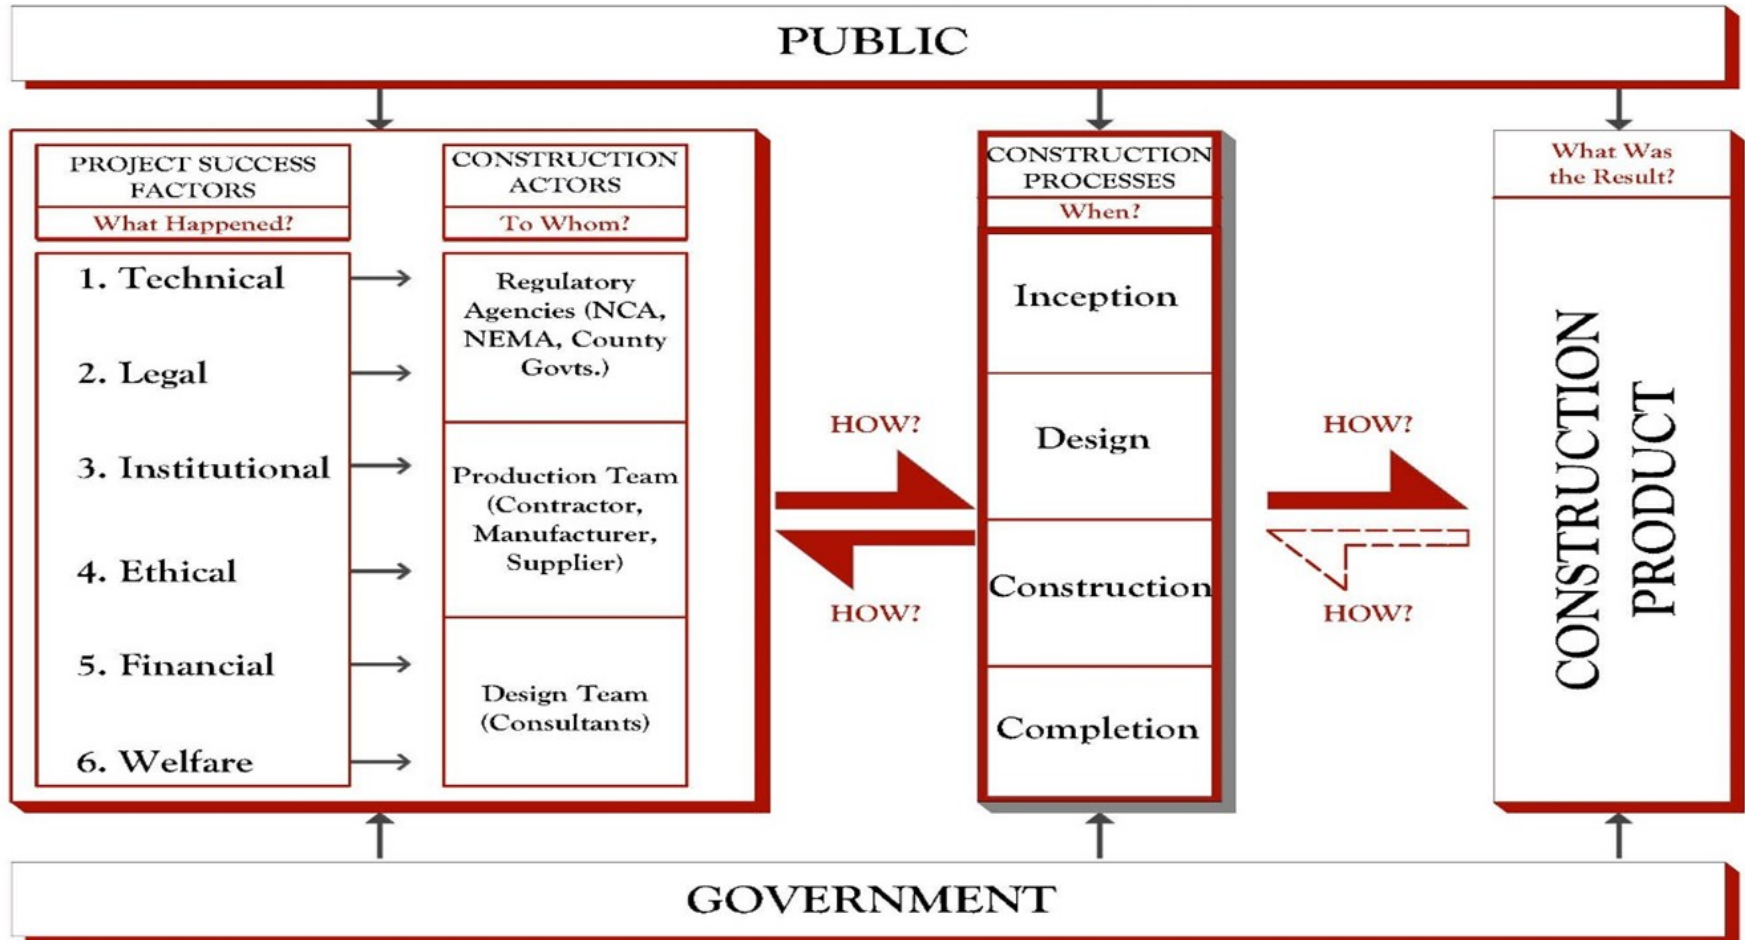 PUBLIC
PROJECT SUCCESS
FACTORS
What Happened?
1. Technical
2. Legal
3. Institutional
4. Ethical
5. Financial
6. Welfare
CONSTRUCTION
ACTORS
To Whom?
Regulatory
Agencies (NCA,
NEMA, County
Govts.)
Production Team
(Contractor,
Manufacturer,
Supplier)
Design Team
(Consultants)
HOW?
HOW?
CONSTRUCTION
PROCESSES
When?
Inception
Design
Construction
Completion
HOW?
HOW?
What Was
the Result?
CONSTRUCTION
PRODUCT
GOVERNMENT